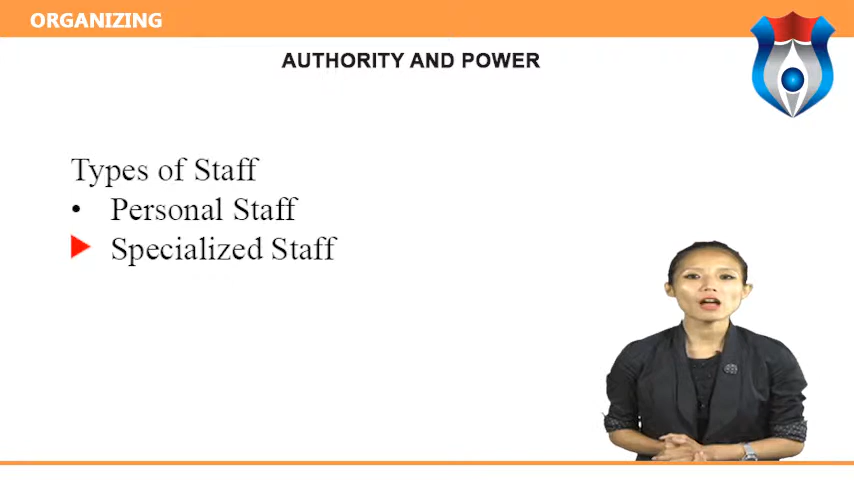 ORGANIZING
AUTHORITY AND POWER
Types of Staff
• Personal Staff
Specialized Staff